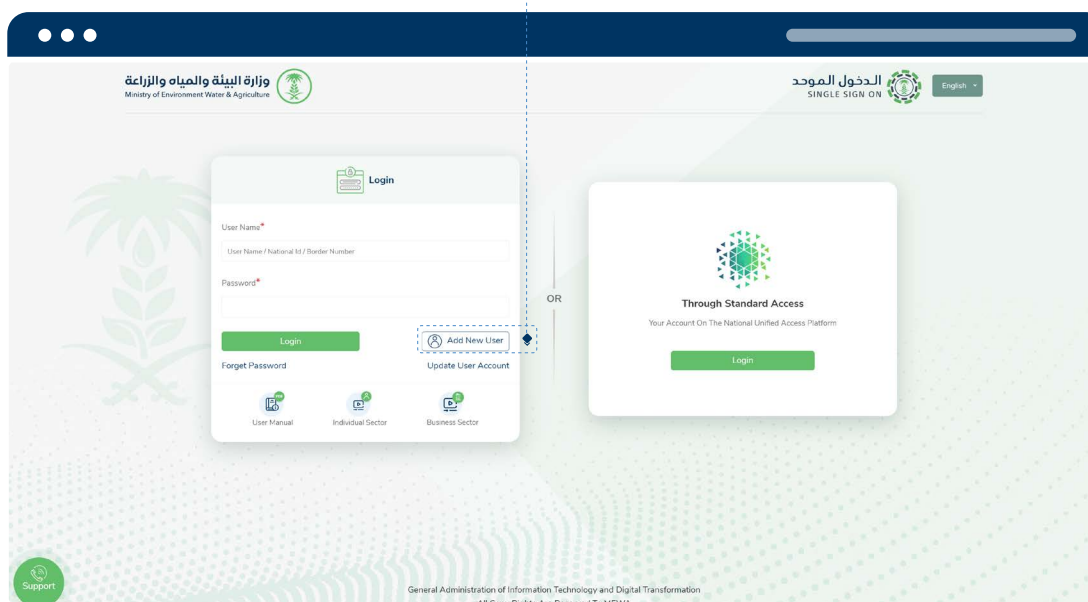 وزارة البيئة والمياه والزراعة
Ministry of Environment Water & Agriculture
الدخول الموحد
SINGLE SIGN ON
English
Login
User Name*
User Name / National Id / Border Number
Password*
Login
Add New User
Forget Password
Update User Account
User Manual
Individual Sector
Business Sector
OR
Through Standard Access
Your Account On The National Unified Access Platform
Login
Support
General Administration of Information Technology and Digital Transformation